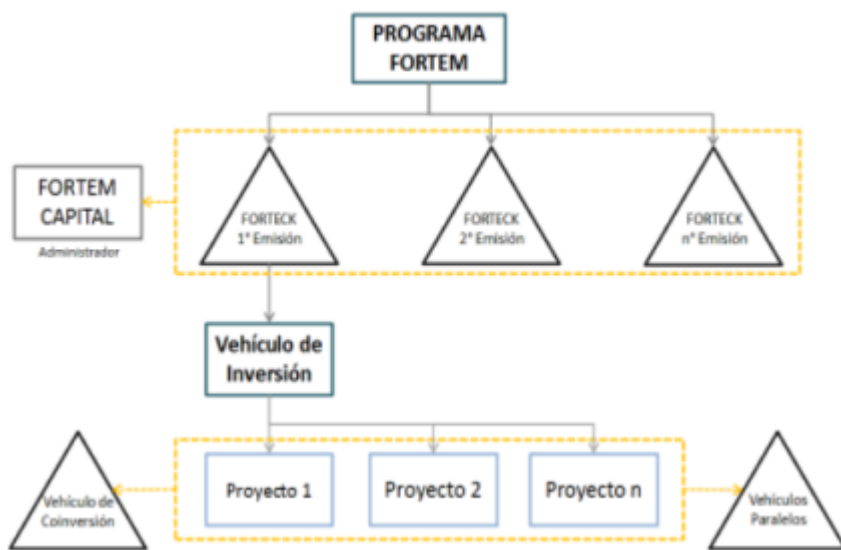 PROGRAMA
FORTEM
FORTEM
CAPITAL
Administrador
FORTECK
1° Emisión
FORTECK
2° Emisión
FORTECK
n° Emisión
Vehículo de
Inversión
Vehículo de
Coinversión
Proyecto 1
Proyecto 2
Proyecto n
Vehículos
Paralelos